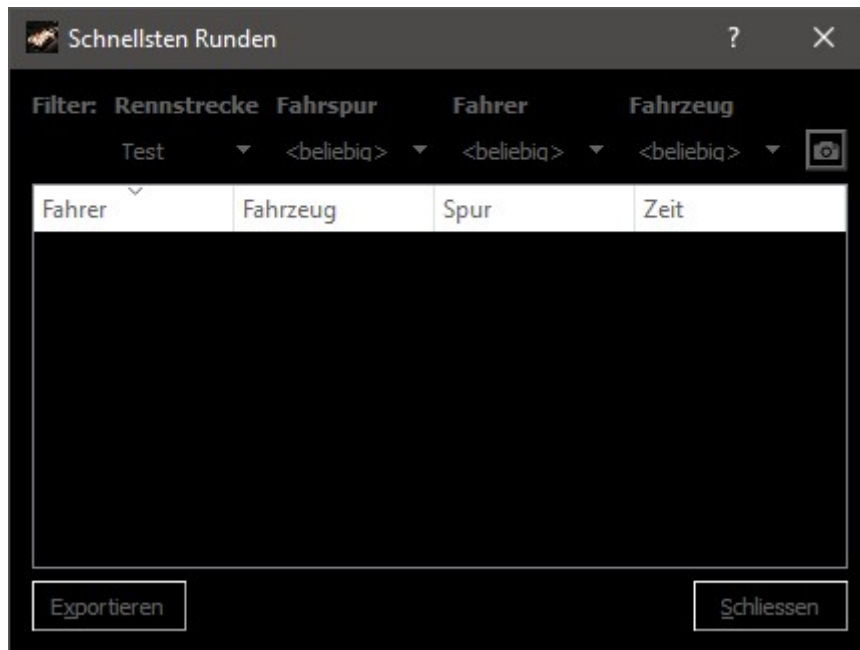 Schnellsten Runden ?
Filter: Rennstrecke Fahrspur Fahrer Fahrzeug
Test <beliebig> <beliebig> <beliebig>
Fahrer Fahrzeug Spur Zeit
Exportieren Schliessen